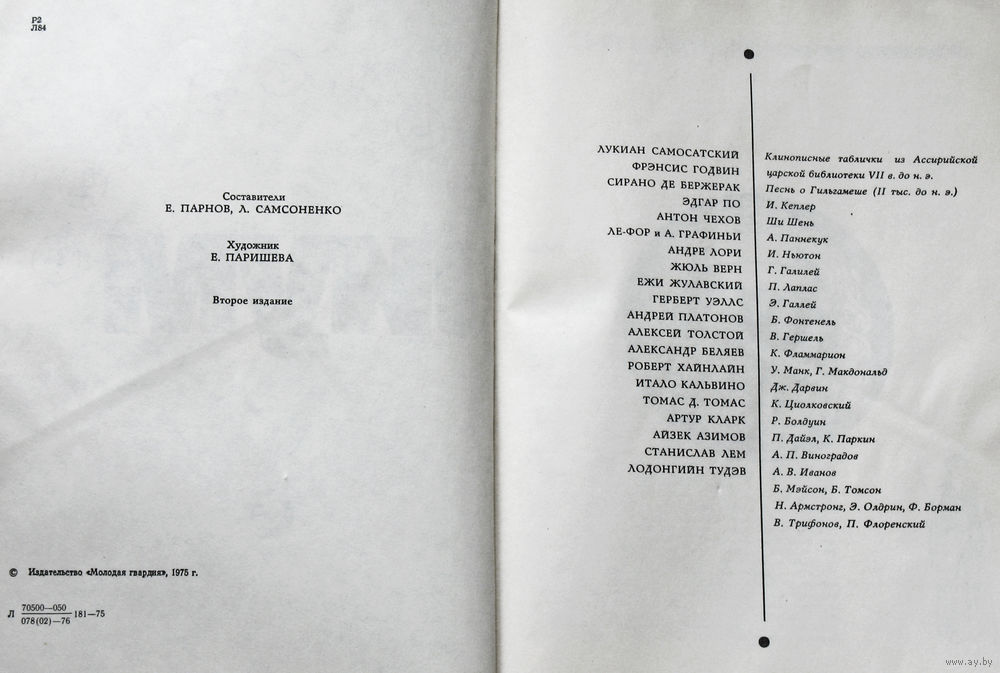 Р2
Л84
Составители
Е. ПАРНОВ, Л. САМСОНЕНКО
Художник
Е. ПАРИШЕВА
Второе издание
© Издательство «Молодая гвардия», 1975 г.
Л 70500—050 181—75
078(02)—76
ЛУКИАН САМОСАТСКИЙ
ФРЭНСИС ГОДВИН
СИРАНО ДЕ БЕРЖЕРАК
ЭДГАР ПО
АНТОН ЧЕХОВ
ЛЕ-ФОР и А. ГРАФИНЬИ
АНДРЕ ЛОРИ
ЖЮЛЬ ВЕРН
ЕЖИ ЖУЛАВСКИЙ
ГЕРБЕРТ УЭЛЛС
АНДРЕЙ ПЛАТОНОВ
АЛЕКСЕЙ ТОЛСТОЙ
АЛЕКСАНДР БЕЛЯЕВ
РОБЕРТ ХАЙНЛАЙН
ИТАЛО КАЛЬВИНО
ТОМАС Д. ТОМАС
АРТУР КЛАРК
АЙЗЕК АЗИМОВ
СТАНИСЛАВ ЛЕМ
ЛОДОНГИЙН ТУДЭВ
Клинописные таблички из Ассирийской
царской библиотеки VII в. до н. э.
Песнь о Гильгамеше (II тыс. до н. э.)
И. Кеплер
Ши Шень
А. Паннекук
И. Ньютон
Г. Галилей
П. Лаплас
Э. Галлей
Б. Фонтенель
В. Гершель
К. Фламмарион
У. Манк, Г. Макдональд
Дж. Дарвин
К. Циолковский
Р. Болдуин
П. Дайэл, К. Паркин
А. П. Виноградов
А. В. Иванов
Б. Мэйсон, Б. Томсон
Н. Армстронг, Э. Олдрин, Ф. Борман
В. Трифонов, П. Флоренский
www.ay.by